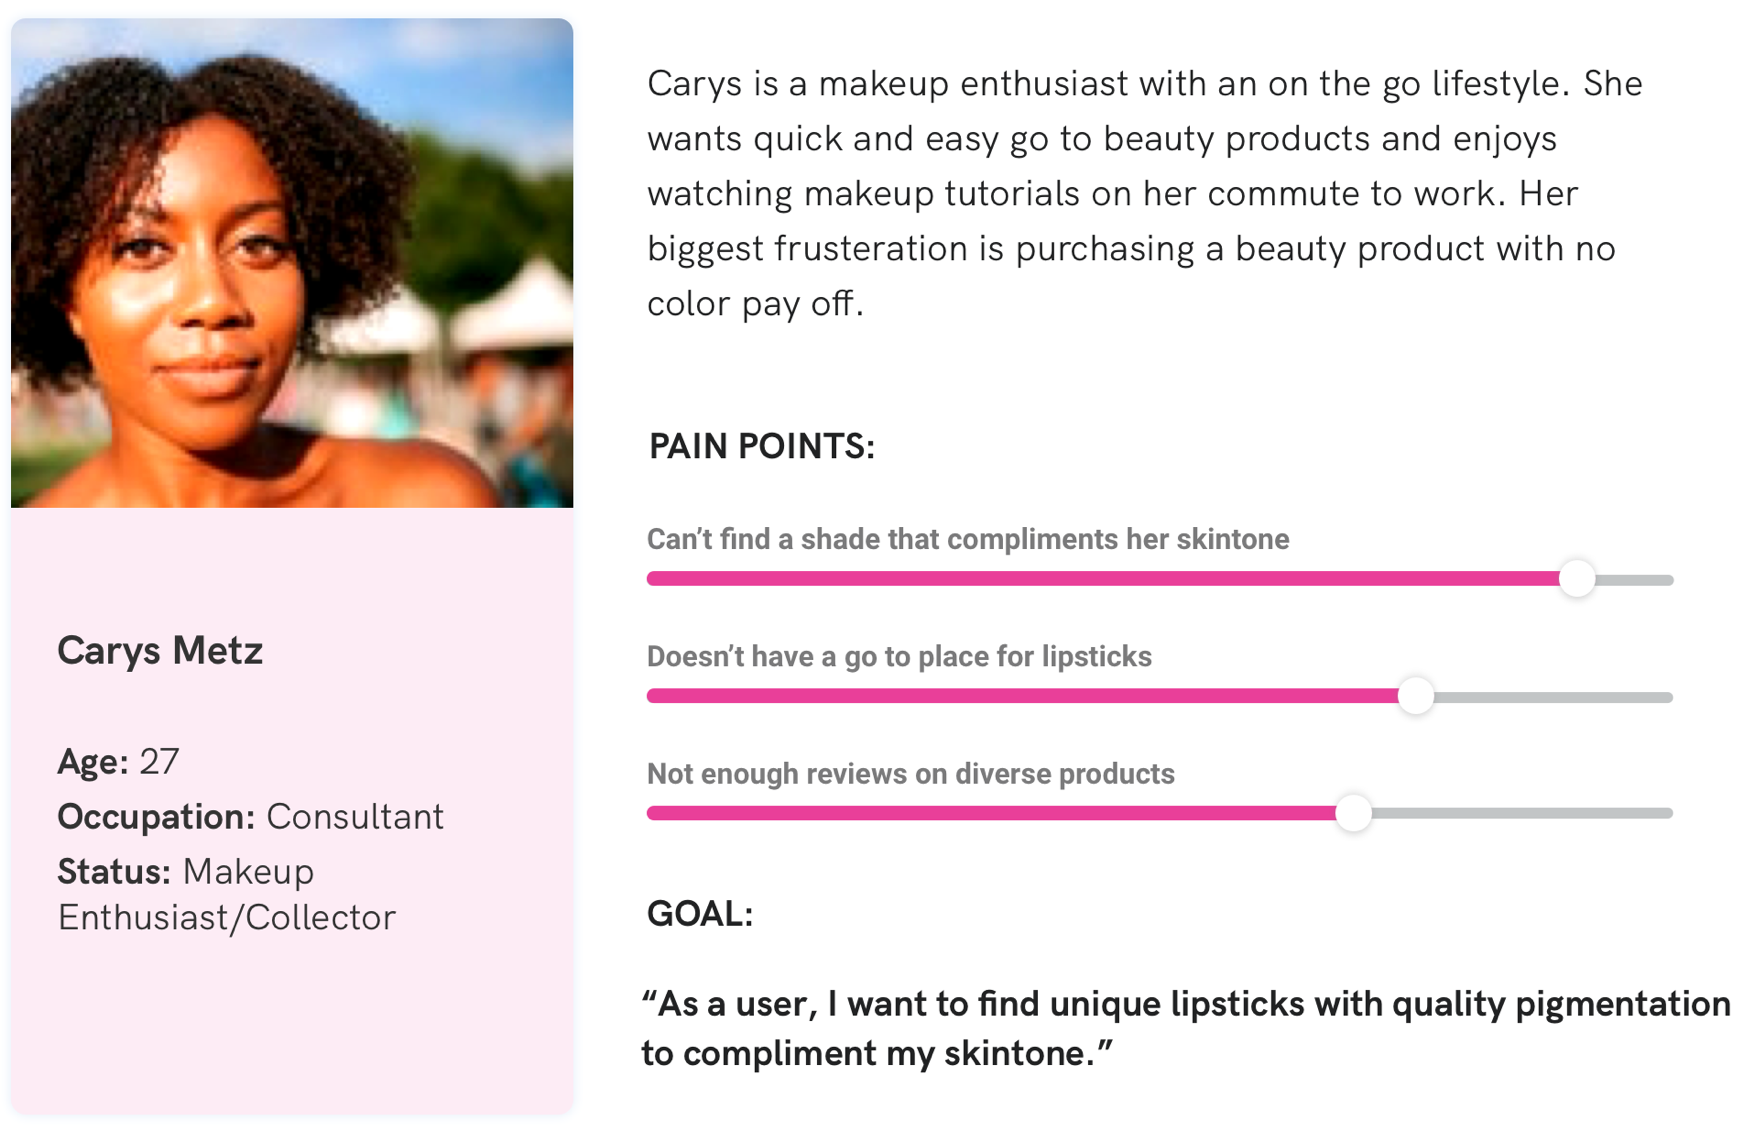 Carys is a makeup enthusiast with an on the go lifestyle. She
wants quick and easy go to beauty products and enjoys
watching makeup tutorials on her commute to work. Her
biggest frusteration is purchasing a beauty product with no
color pay off.
PAIN POINTS:
Can’t find a shade that compliments her skintone
Doesn’t have a go to place for lipsticks
Not enough reviews on diverse products
GOAL:
“As a user, I want to find unique lipsticks with quality pigmentation
to compliment my skintone.”
Carys Metz
Age: 27
Occupation: Consultant
Status: Makeup
Enthusiast/Collector